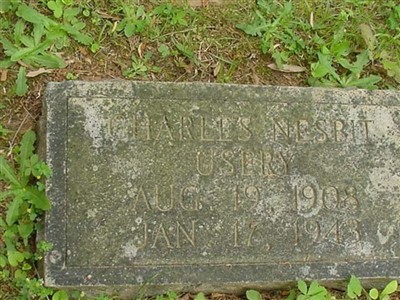 CHARLES NESBIT
USERY
AUG. 19, 1908
JAN. 17, 1943